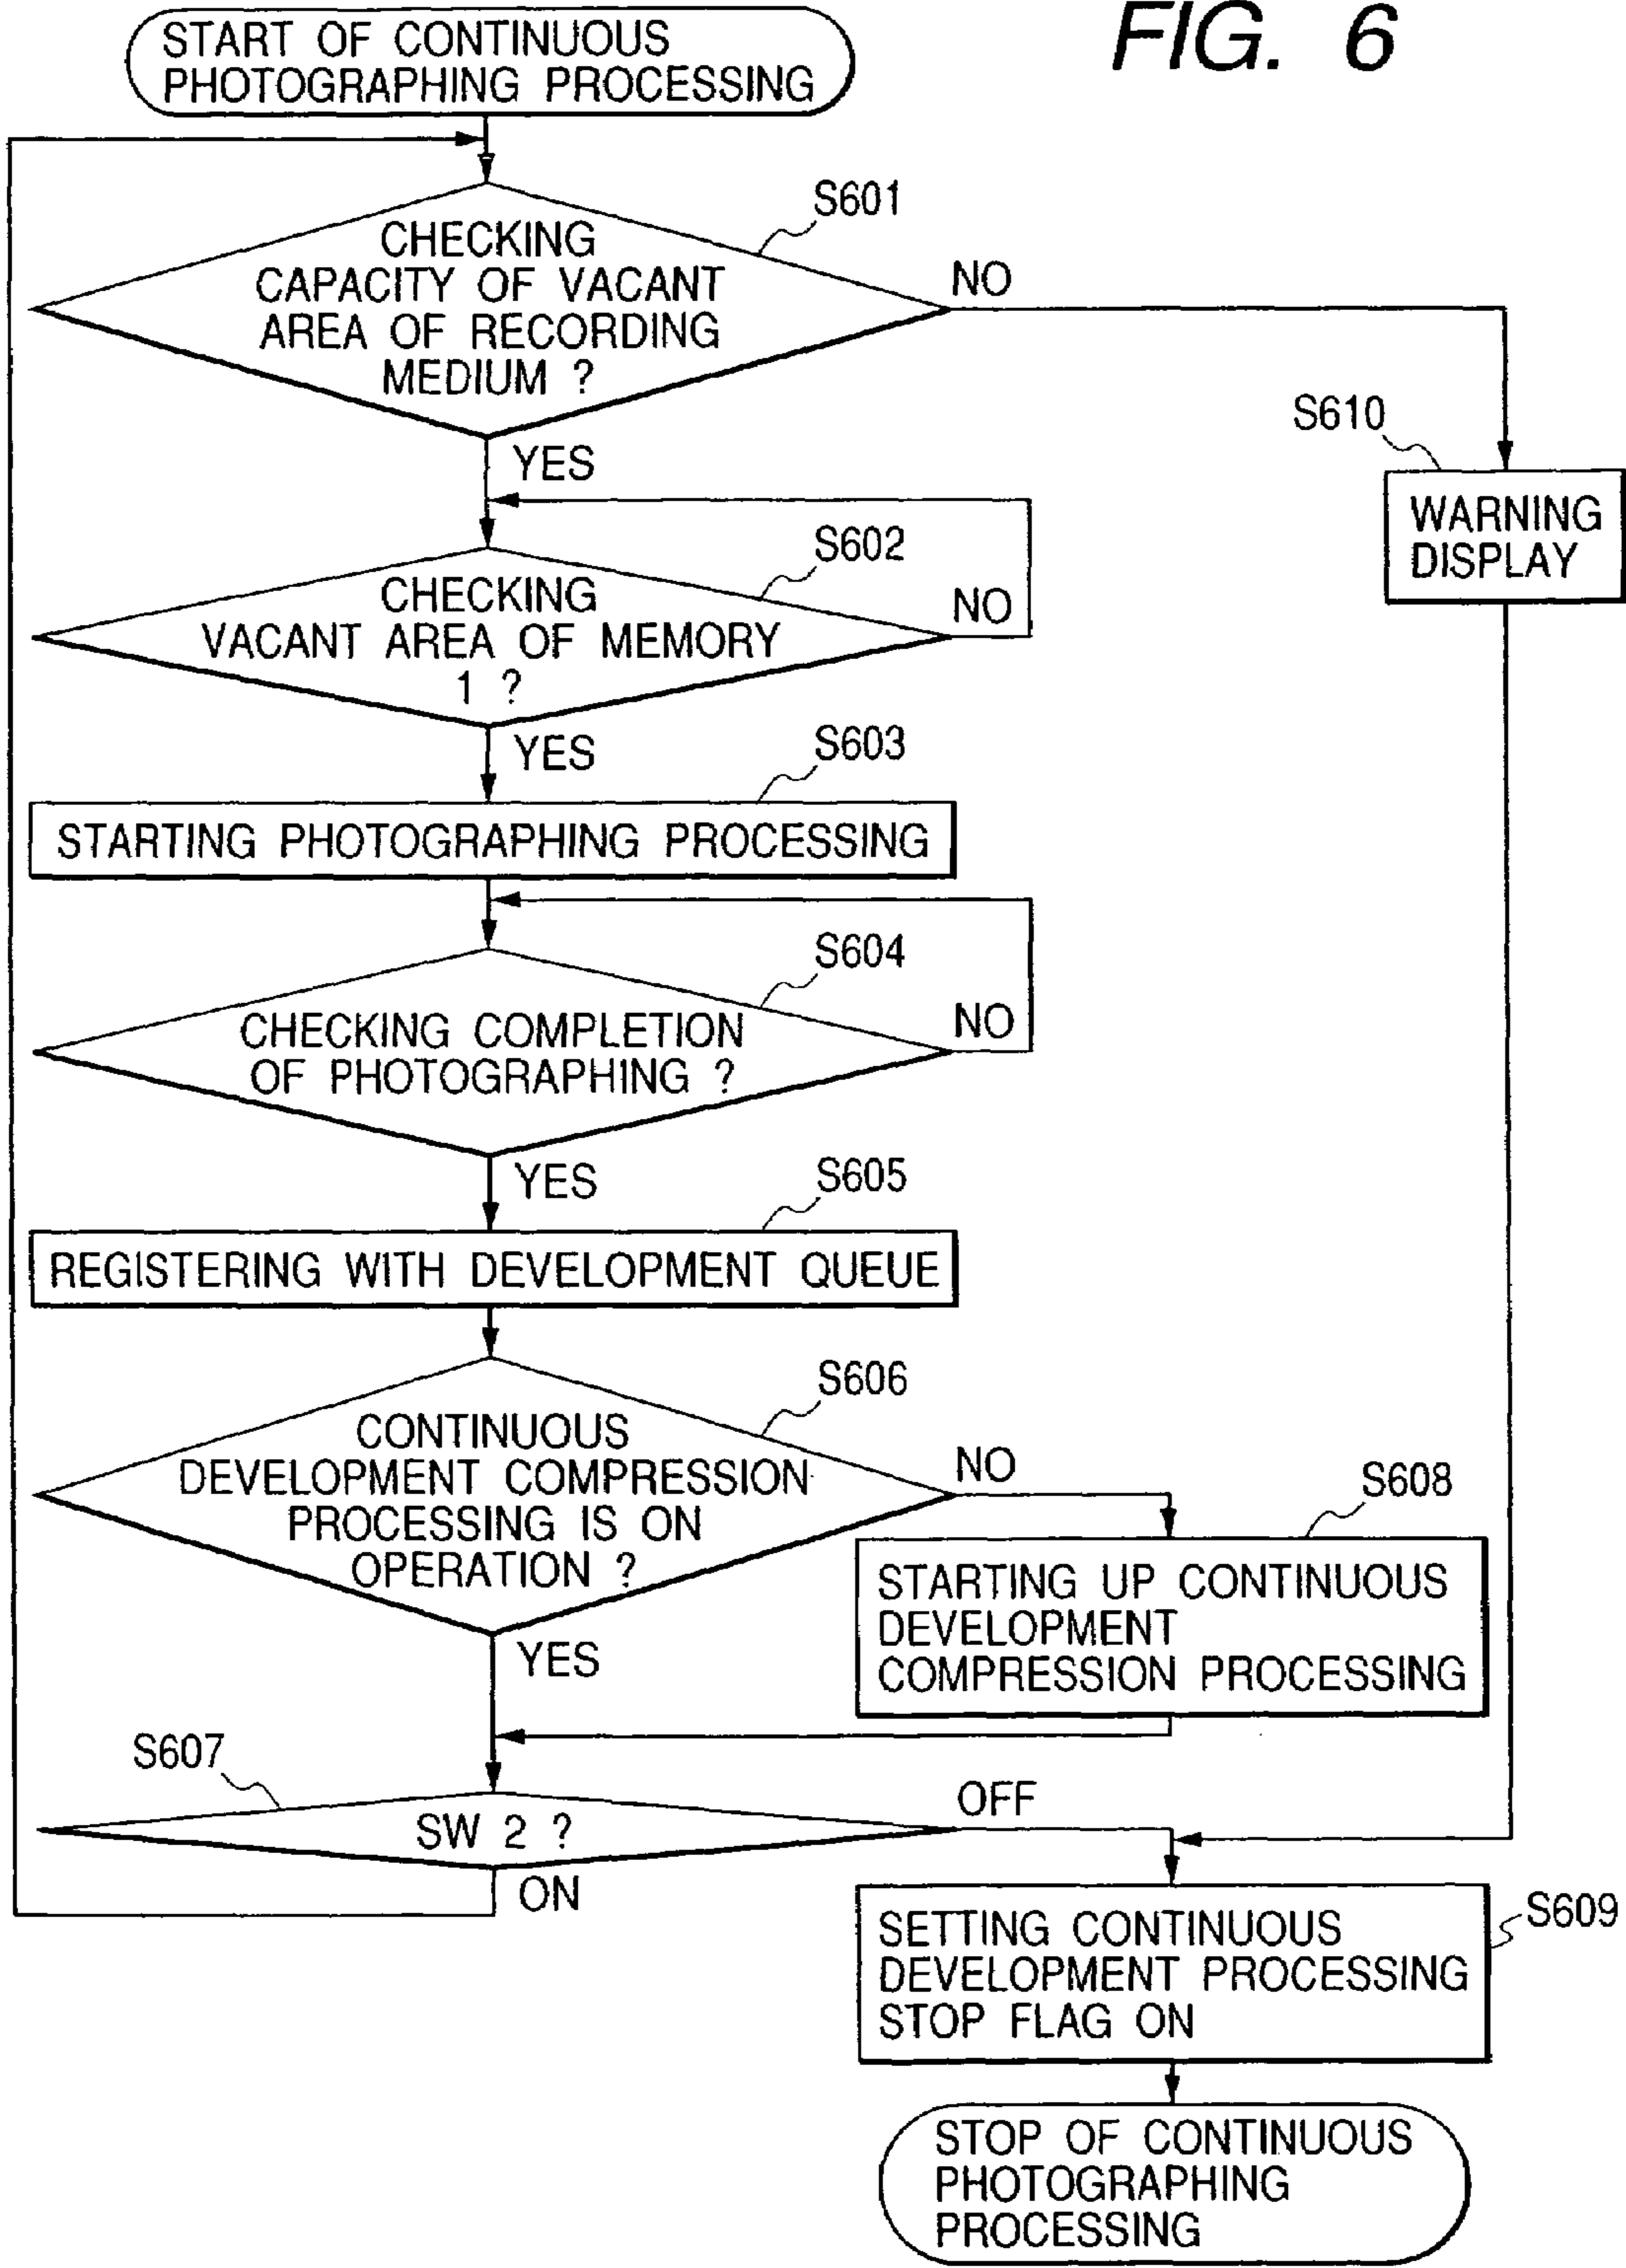 FIG. 6
START OF CONTINUOUS
PHOTOGRAPHING PROCESSING
S601
CHECKING
CAPACITY OF VACANT
AREA OF RECORDING
MEDIUM ?
NO
YES
S610
WARNING
DISPLAY
S602
CHECKING
VACANT AREA OF MEMORY
1 ?
NO
YES
S603
STARTING PHOTOGRAPHING PROCESSING
S604
CHECKING COMPLETION
OF PHOTOGRAPHING ?
NO
YES
S605
REGISTERING WITH DEVELOPMENT QUEUE
S606
CONTINUOUS
DEVELOPMENT COMPRESSION
PROCESSING IS ON
OPERATION ?
NO
YES
S608
STARTING UP CONTINUOUS
DEVELOPMENT
COMPRESSION PROCESSING
S607
SW 2 ?
OFF
ON
S609
SETTING CONTINUOUS
DEVELOPMENT PROCESSING
STOP FLAG ON
STOP OF CONTINUOUS
PHOTOGRAPHING
PROCESSING